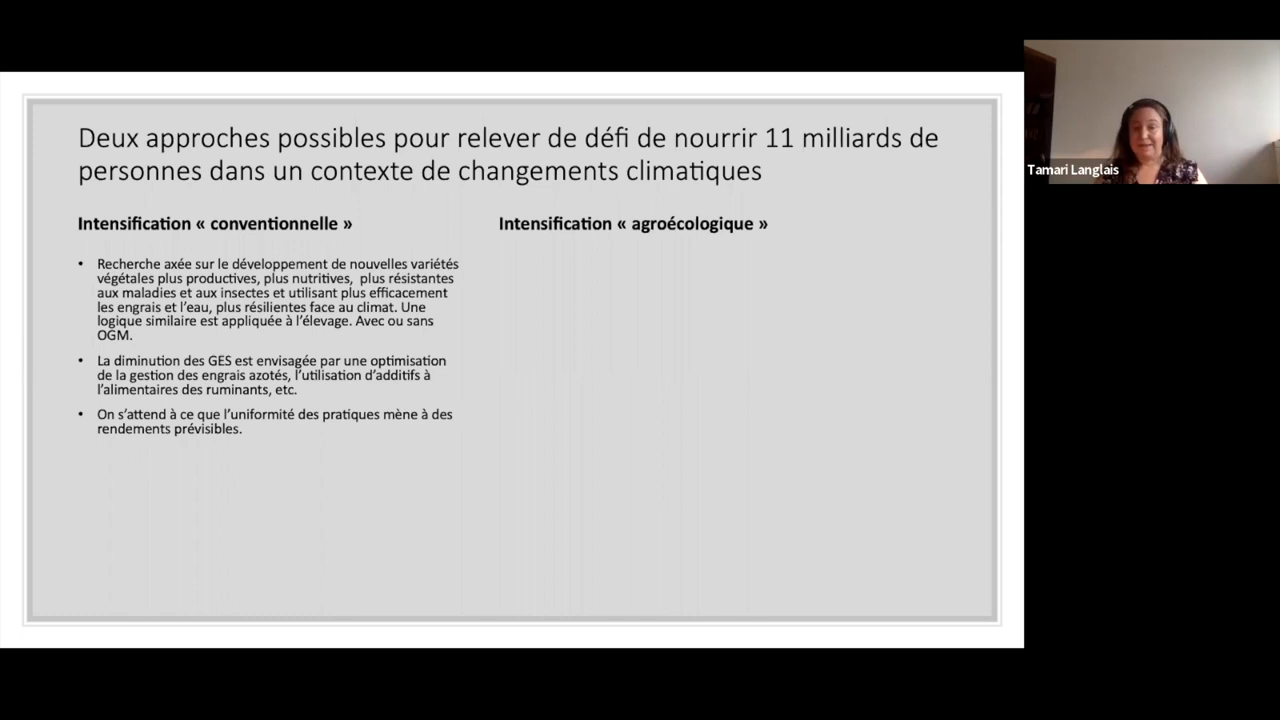 Deux approches possibles pour relever de défi de nourrir 11 milliards de
personnes dans un contexte de changements climatiques
Intensification « conventionnelle »
• Recherche axée sur le développement de nouvelles variétés
végétales plus productives, plus nutritives,  plus résistantes
aux maladies et aux insectes et utilisant plus efficacement
les engrais et l'eau, plus résilientes face au climat. Une
logique similaire est appliquée à l'élevage. Avec ou sans
OGM.
• La diminution des GES est envisagée par une optimisation
de la gestion des engrais azotés, l'utilisation d'additifs à
l'alimentaires des ruminants, etc.
• On s'attend à ce que l'uniformité des pratiques mène à des
rendements prévisibles.
Intensification « agroécologique »
Tamari Langlais